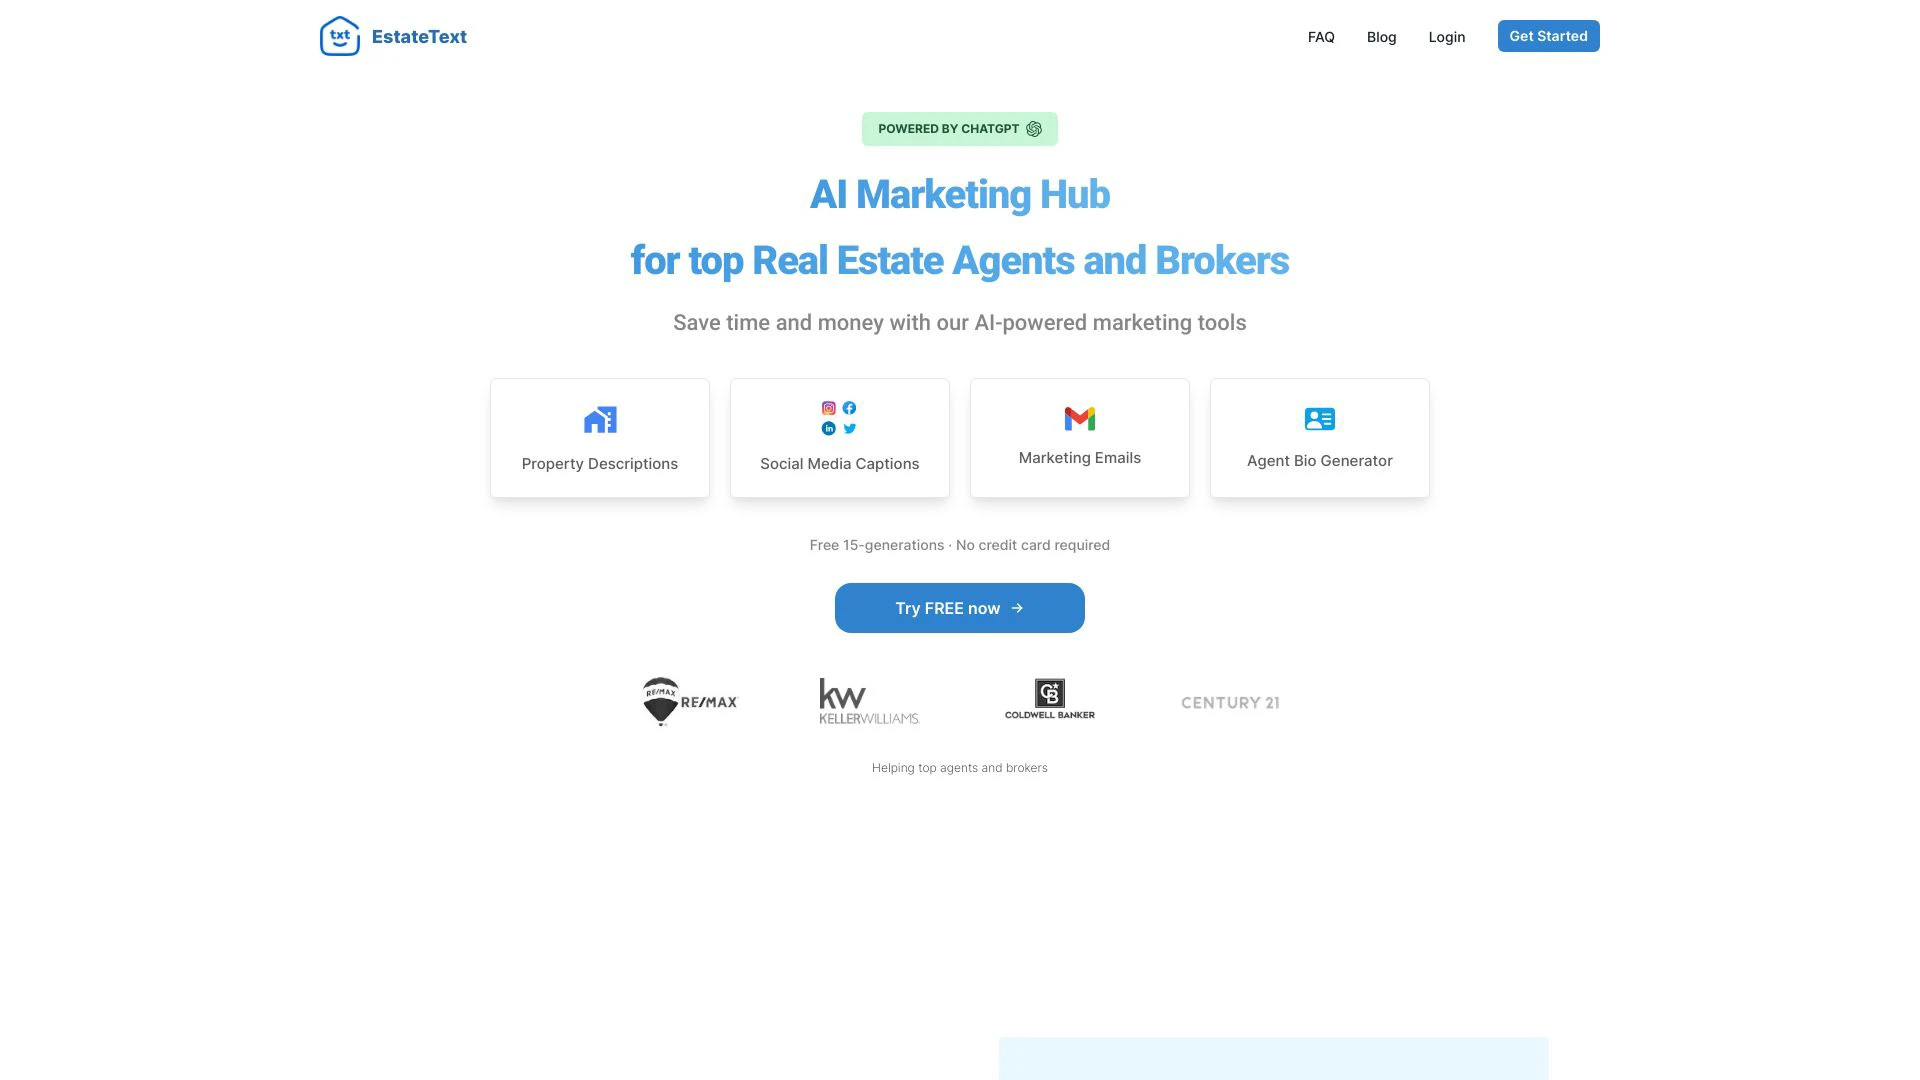 txt
EstateText
FAQ
Blog
Login
Get Started
POWERED BY CHATGPT
AI Marketing Hub
for top Real Estate Agents and Brokers
Save time and money with our AI-powered marketing tools
in
Property Descriptions
Social Media Captions
Marketing Emails
Agent Bio Generator
Free 15-generations · No credit card required
Try FREE now →
RE/MAX
RE/MAX
kw
KELLERWILLIAMS.
CB
COLDWELL BANKER
CENTURY 21
Helping top agents and brokers